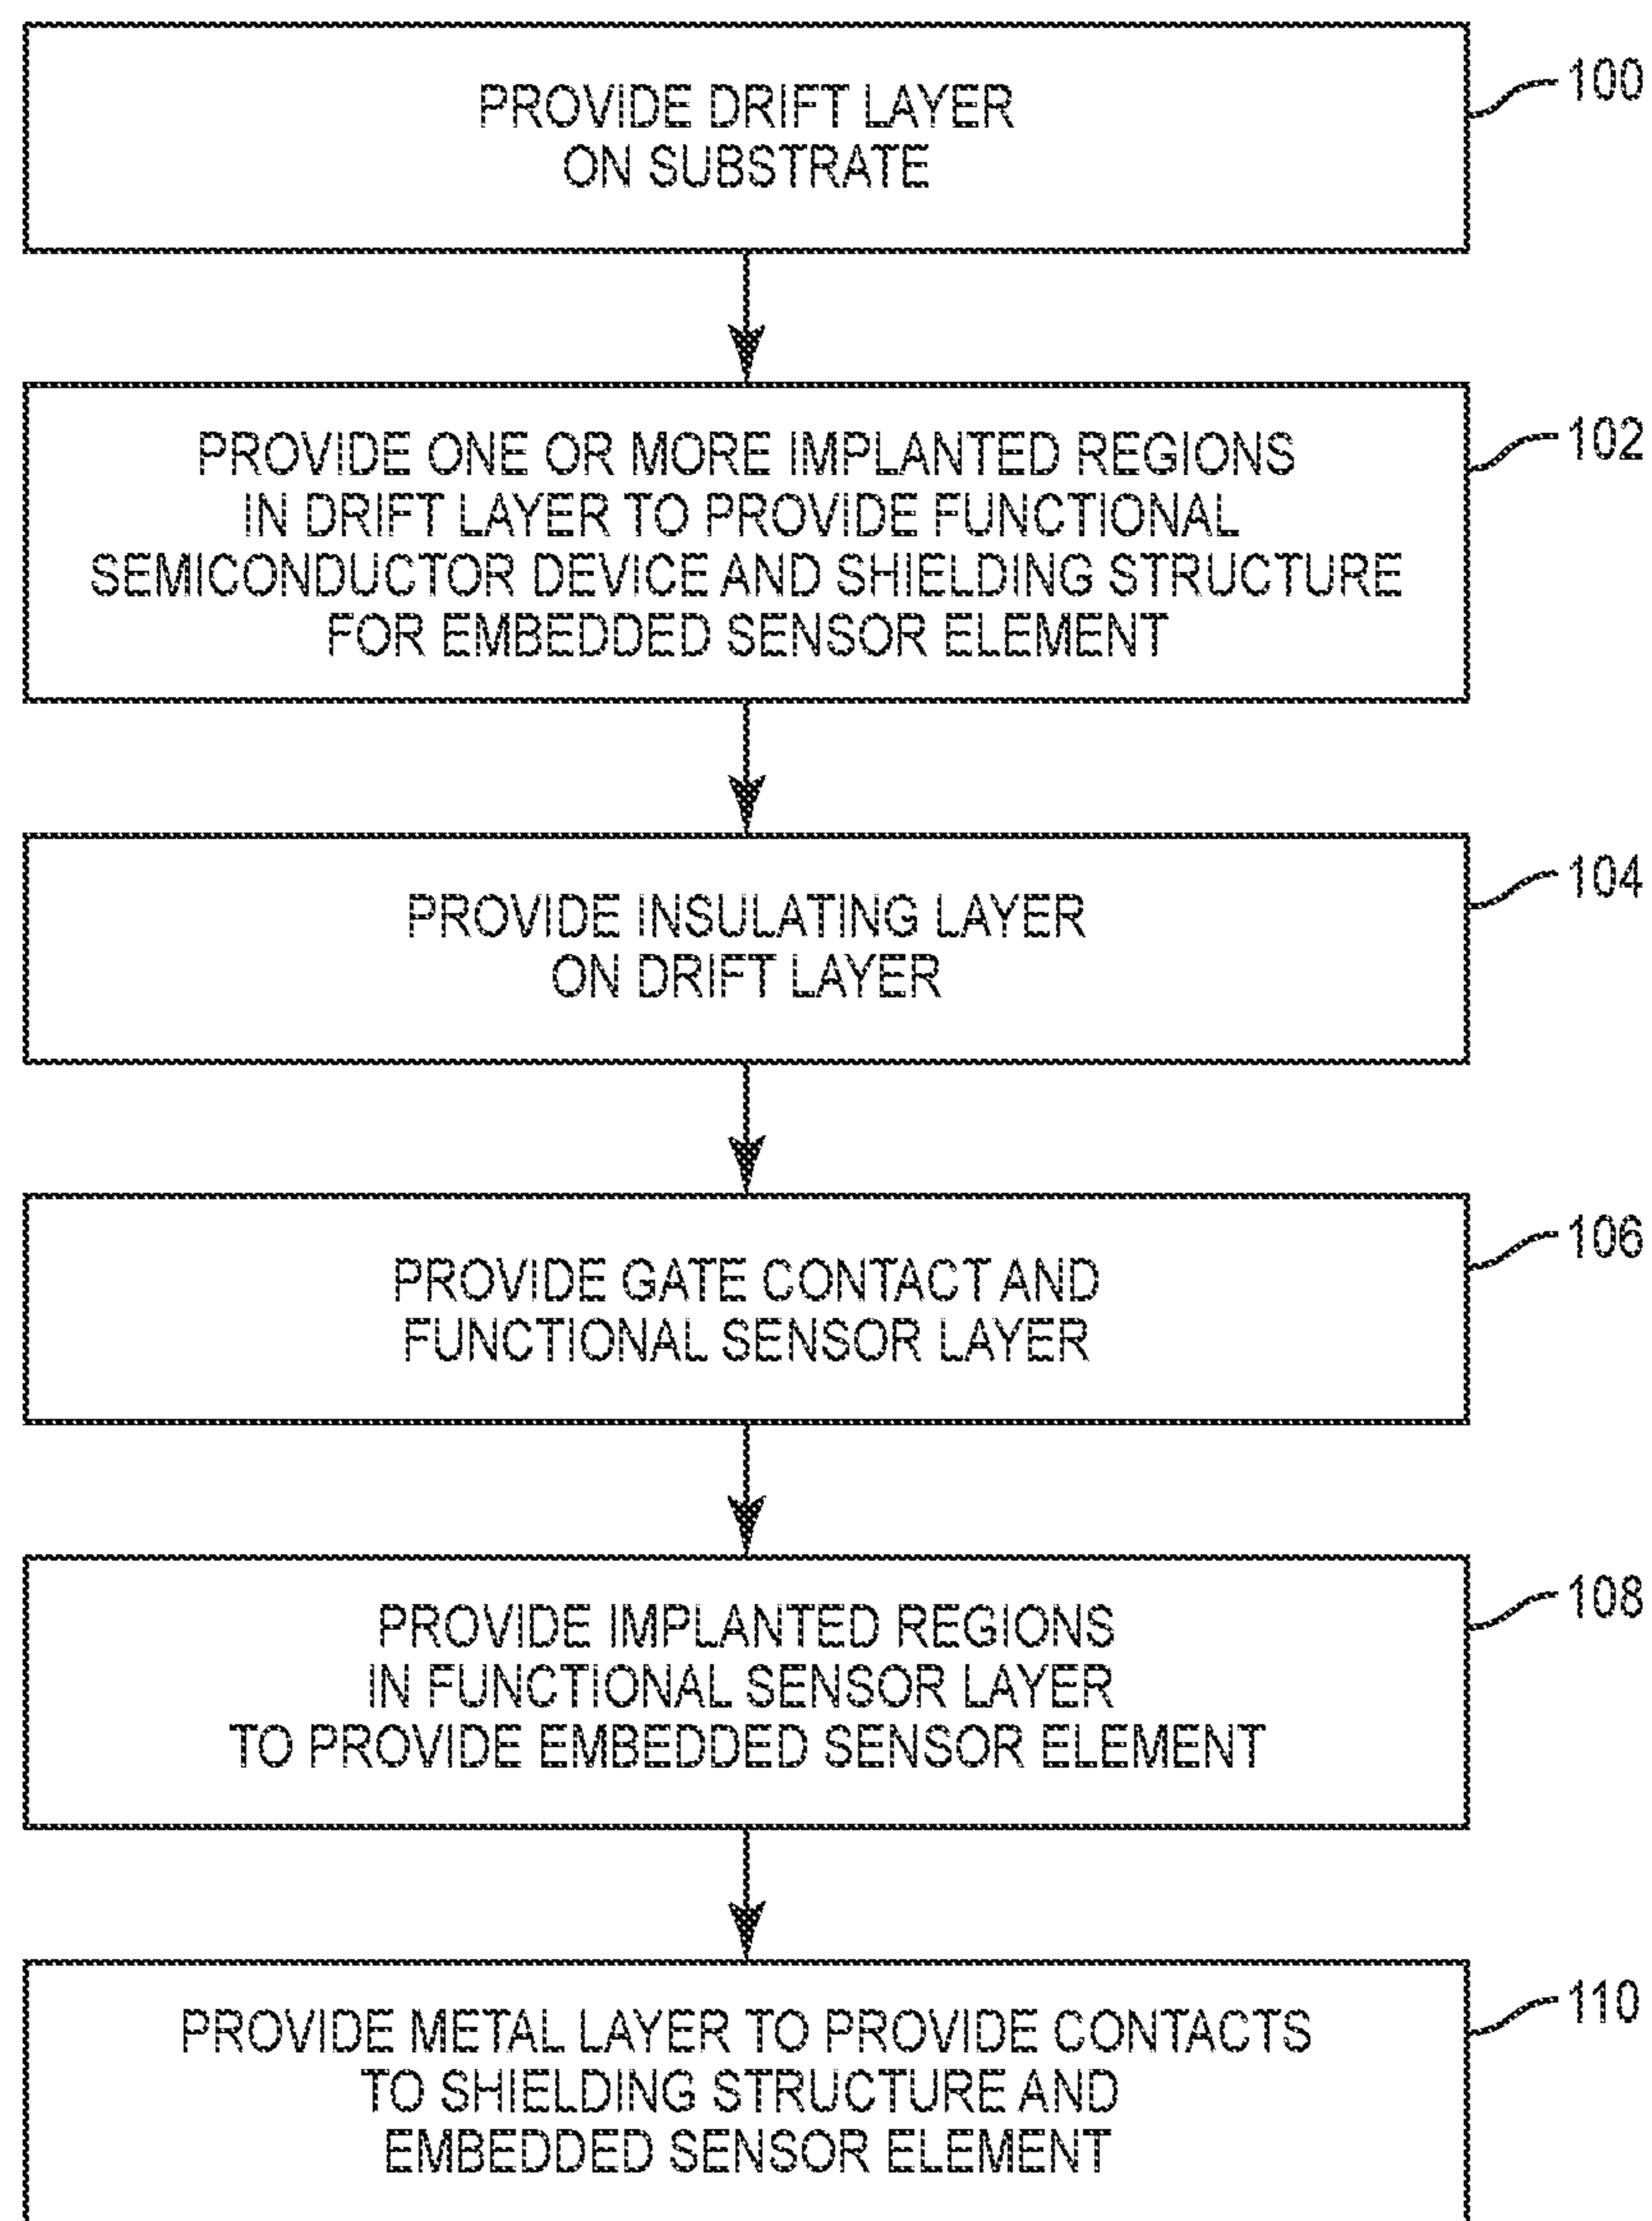 PROVIDE DRIFT LAYER
ON SUBSTRATE
100
PROVIDE ONE OR MORE IMPLANTED REGIONS
IN DRIFT LAYER TO PROVIDE FUNCTIONAL
SEMICONDUCTOR DEVICE AND SHIELDING STRUCTURE
FOR EMBEDDED SENSOR ELEMENT
102
PROVIDE INSULATING LAYER
ON DRIFT LAYER
104
PROVIDE GATE CONTACT AND
FUNCTIONAL SENSOR LAYER
106
PROVIDE IMPLANTED REGIONS
IN FUNCTIONAL SENSOR LAYER
TO PROVIDE EMBEDDED SENSOR ELEMENT
108
PROVIDE METAL LAYER TO PROVIDE CONTACTS
TO SHIELDING STRUCTURE AND
EMBEDDED SENSOR ELEMENT
110